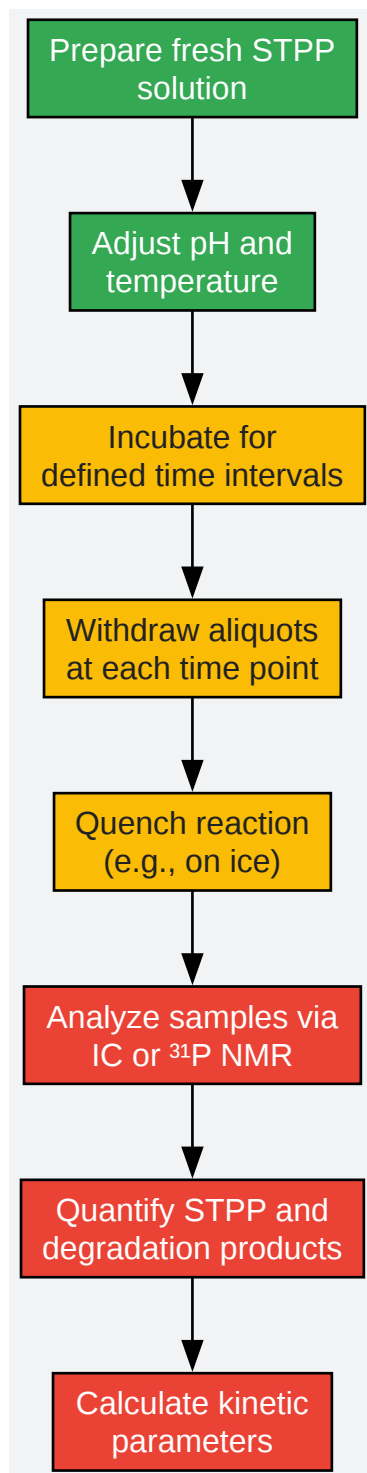 Prepare fresh STPP
solution
Adjust pH and
temperature
Incubate for
defined time intervals
Withdraw aliquots
at each time point
Quench reaction
(e.g., on ice)
Analyze samples via
IC or ³¹P NMR
Quantify STPP and
degradation products
Calculate kinetic
parameters